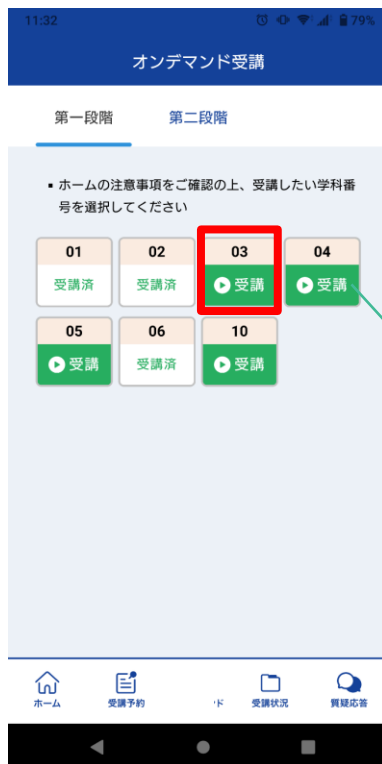 11:32 79%
オンデマンド受講
第一段階 第二段階
▪ ホームの注意事項をご確認の上、受講したい学科番
号を選択してください
01 02 03 04
受講済 受講済 受講 受講
05 06 10
受講 受講済 受講
ホーム 受講予約 ド 受講状況 質疑応答